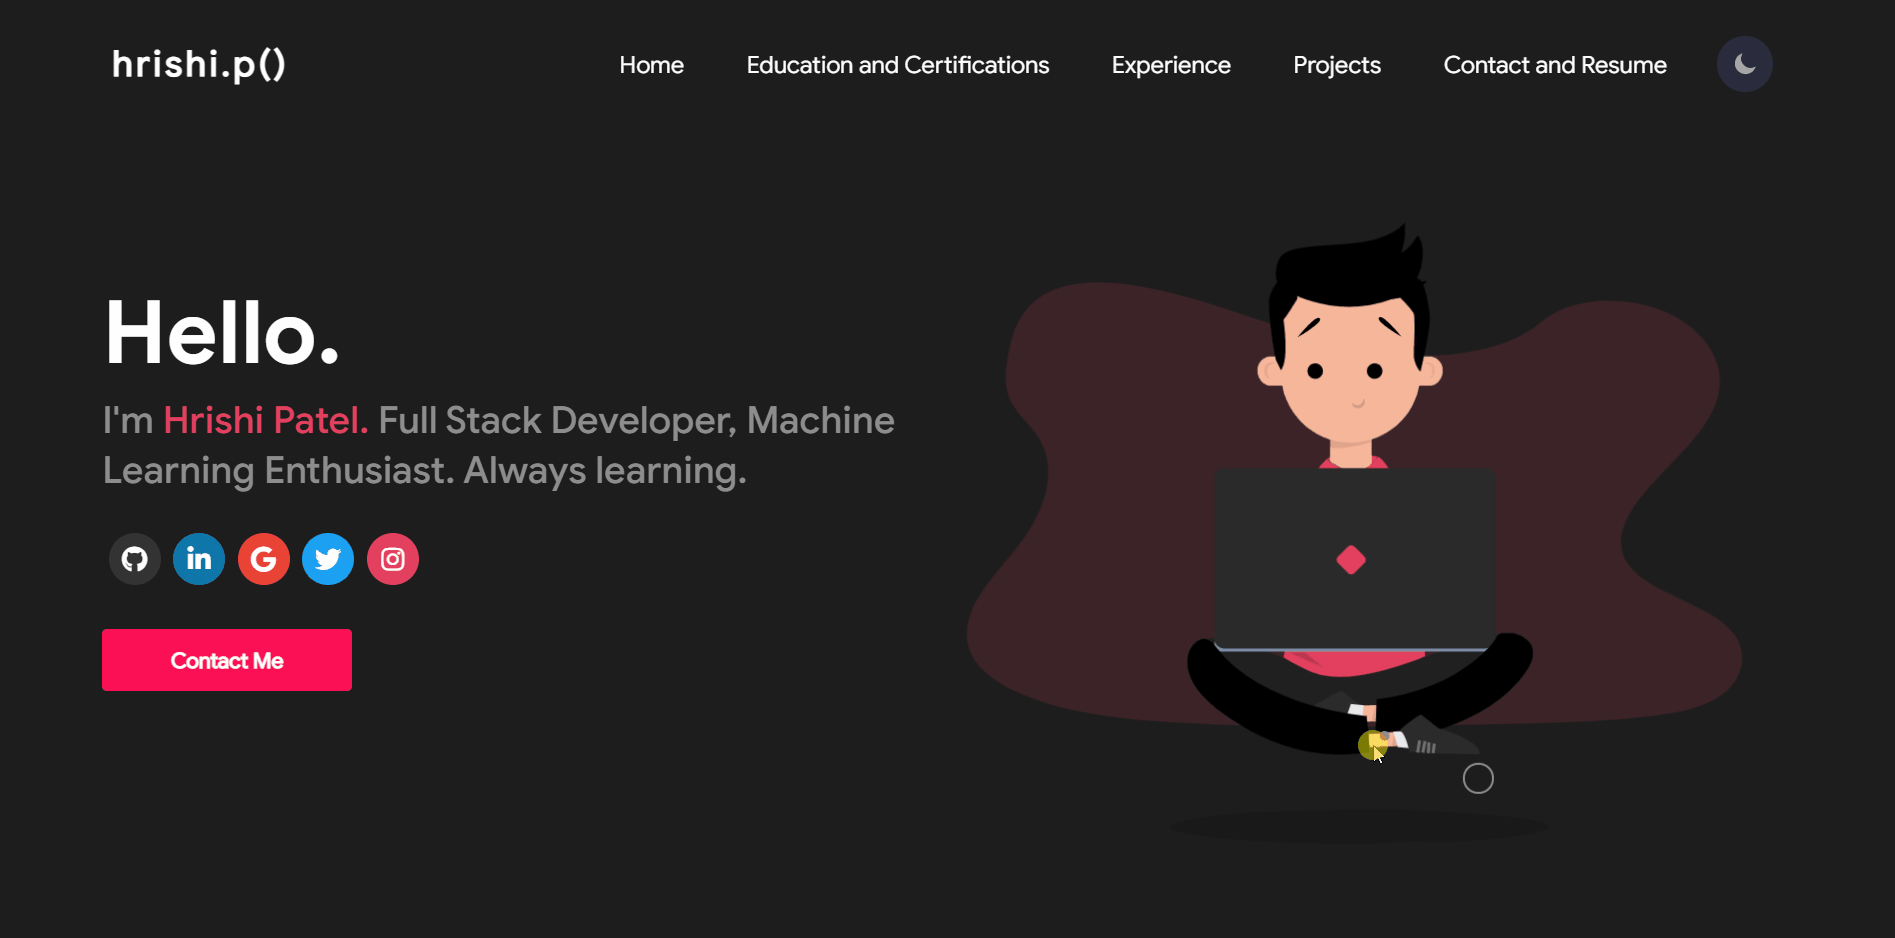 hrishi.p()
Home
Education and Certifications
Experience
Projects
Contact and Resume
Hello.
I'm Hrishi Patel. Full Stack Developer, Machine
Learning Enthusiast. Always learning.
in
G
Contact Me